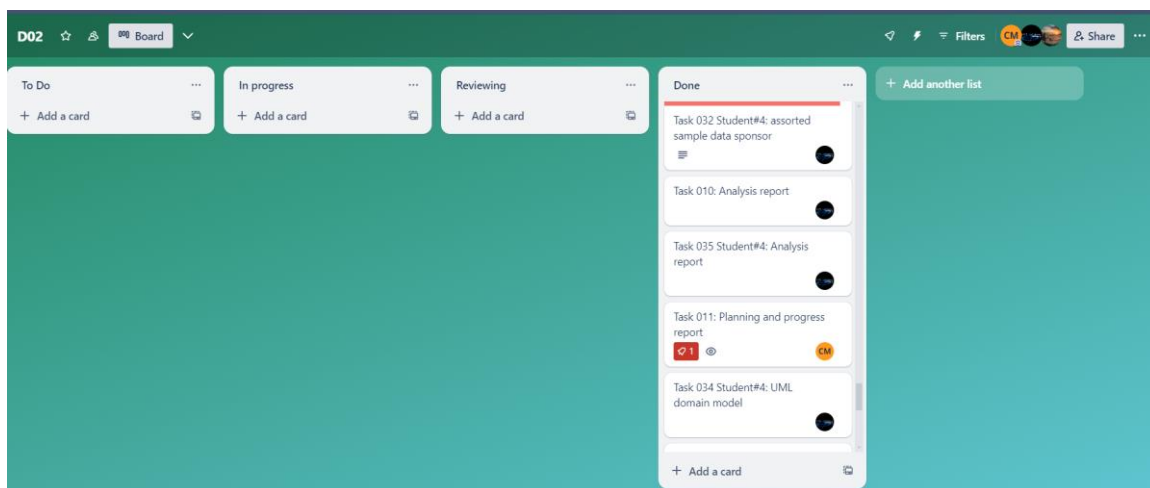 D02
Board
Filters
CM
Share
To Do
+ Add a card
In progress
+ Add a card
Reviewing
+ Add a card
Done
Task 032 Student#4: assorted
sample data sponsor
Task 010: Analysis report
Task 035 Student#4: Analysis
report
Task 011: Planning and progress
report
1
CM
Task 034 Student#4: UML
domain model
+ Add a card
+ Add another list